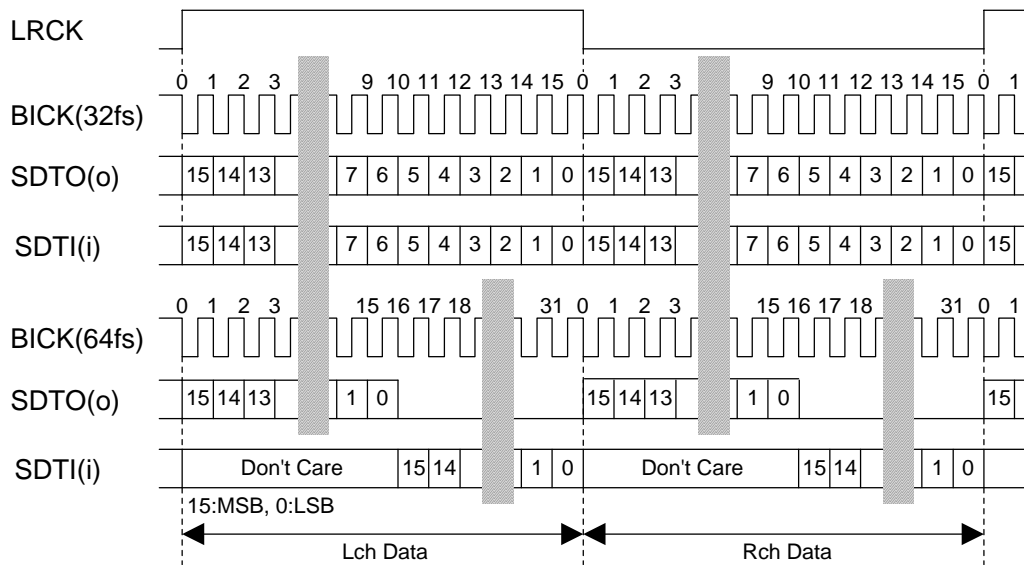 LRCK
0 1 2 3 9 10 11 12 13 14 15 0 1 2 3 9 10 11 12 13 14 15 0 1
BICK(32fs)
SDTO(o) 15 14 13 7 6 5 4 3 2 1 0 15 14 13 7 6 5 4 3 2 1 0 15
SDTI(i) 15 14 13 7 6 5 4 3 2 1 0 15 14 13 7 6 5 4 3 2 1 0 15
0 1 2 3 15 16 17 18 31 0 1 2 3 15 16 17 18 31 0 1
BICK(64fs)
SDTO(o) 15 14 13 1 0 15 14 13 1 0 15
SDTI(i) Don't Care 15 14 1 0 Don't Care 15 14 1 0
15:MSB, 0:LSB
Lch Data Rch Data